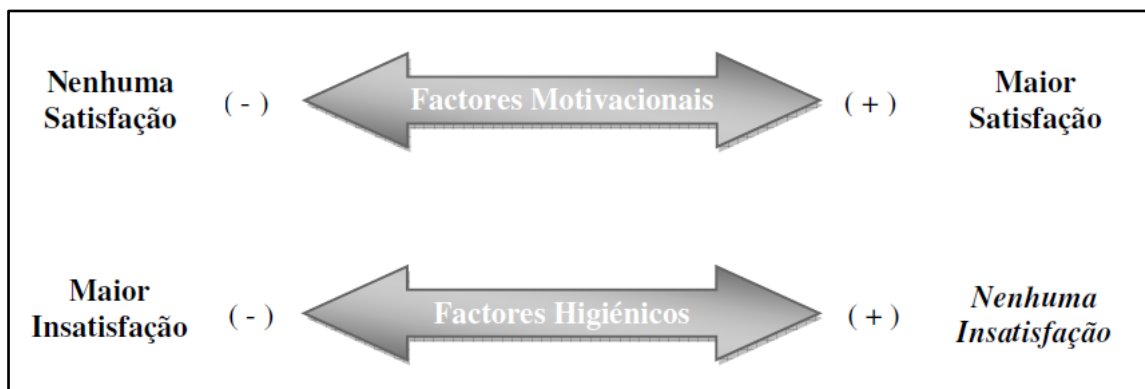 Nenhuma
Satisfação
( - )
Factores Motivacionais
( + )
Maior
Satisfação
Maior
Insatisfação
( - )
Factores Higiénicos
( + )
Nenhuma
Insatisfação